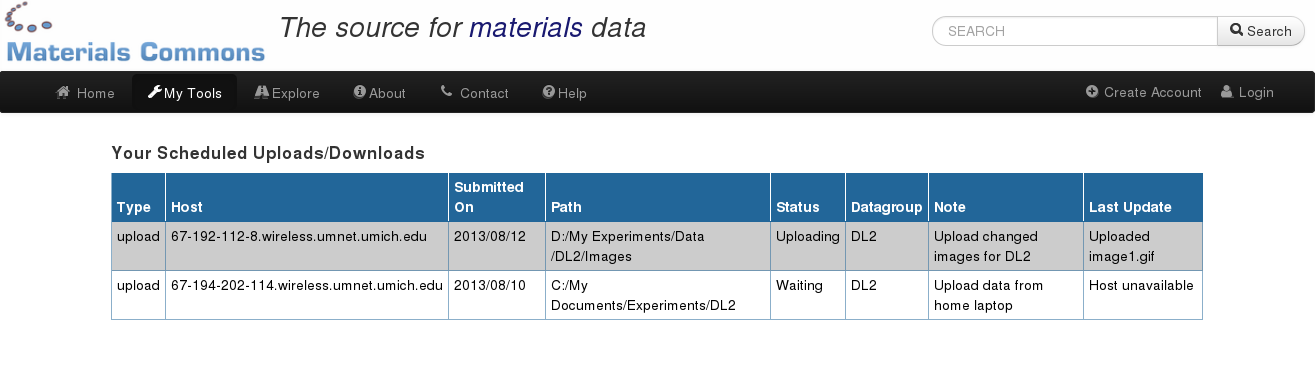 Materials Commons
The source for materials data
SEARCH
Search
Home
My Tools
Explore
About
Contact
Help
Create Account
Login
Your Scheduled Uploads/Downloads
Type Host Submitted On Path Status Datagroup Note Last Update
upload 67-192-112-8.wireless.umnet.umich.edu 2013/08/12 D:/My Experiments/Data Uploading DL2 Upload changed Uploaded
/DL2/Images images for DL2 image1.gif
upload 67-194-202-114.wireless.umnet.umich.edu 2013/08/10 C:/My Waiting DL2 Upload data from Host unavailable
Documents/Experiments/DL2 home laptop